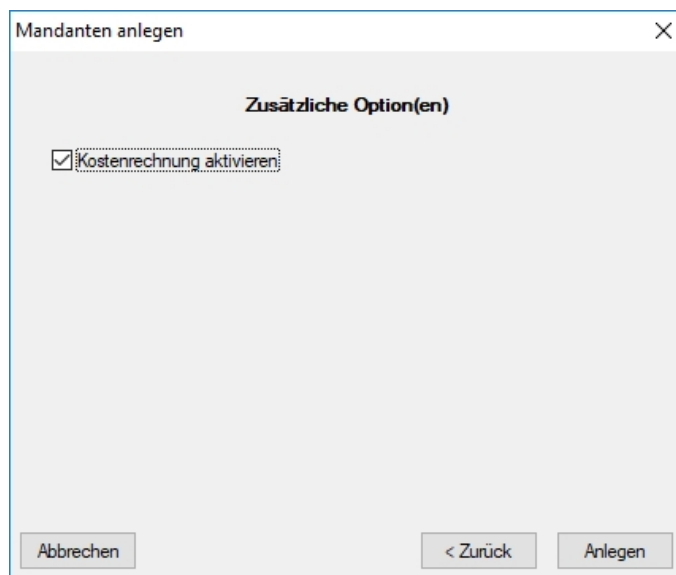 Mandanten anlegen
Zusätzliche Option(en)
Kostenrechnung aktivieren
Abbrechen
< Zurück
Anlegen